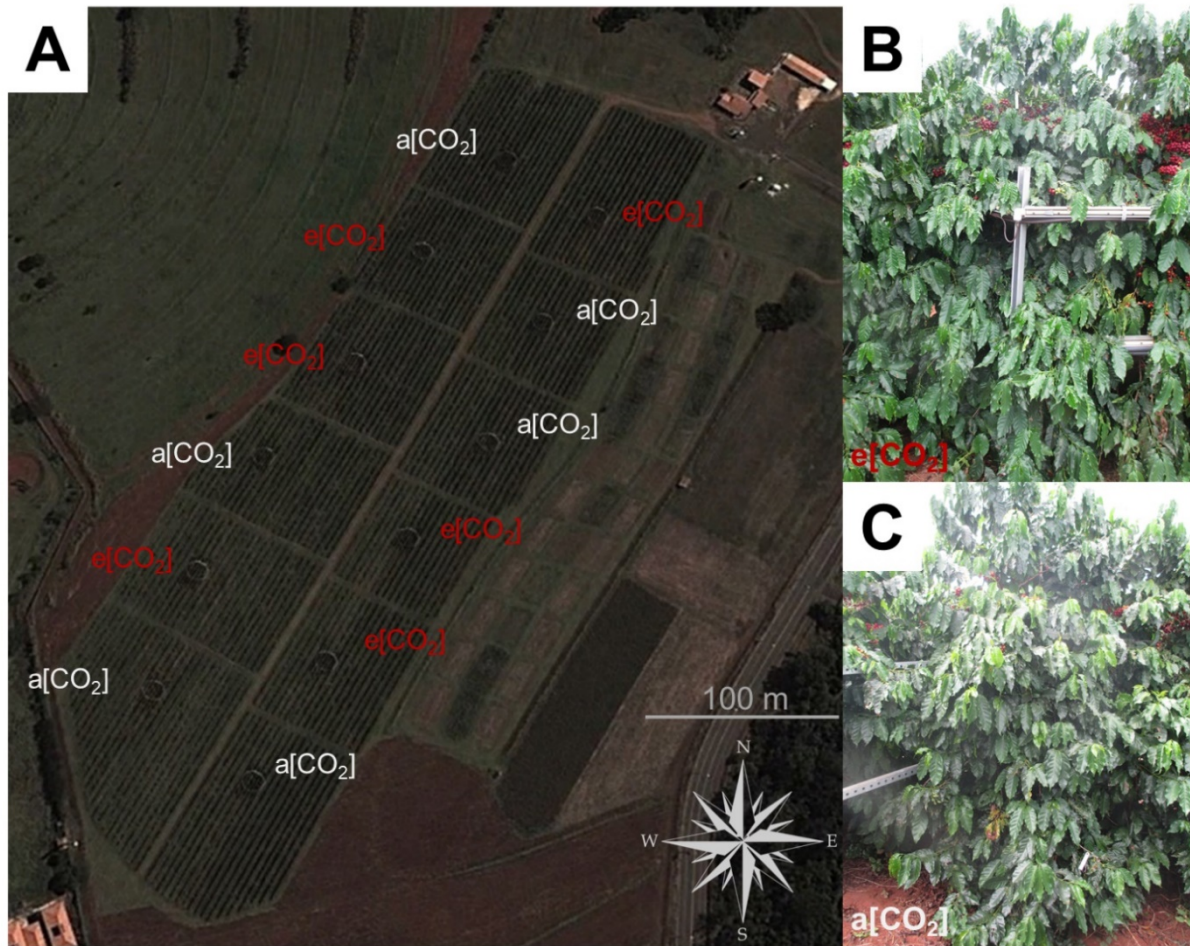 A
a[CO₂]
e[CO₂]
e[CO₂]
a[CO₂]
e[CO₂]
a[CO₂]
a[CO₂]
e[CO₂]
e[CO₂]
a[CO₂]
e[CO₂]
a[CO₂]
100 m
N
W
E
S
B
e[CO₂]
C
a[CO₂]